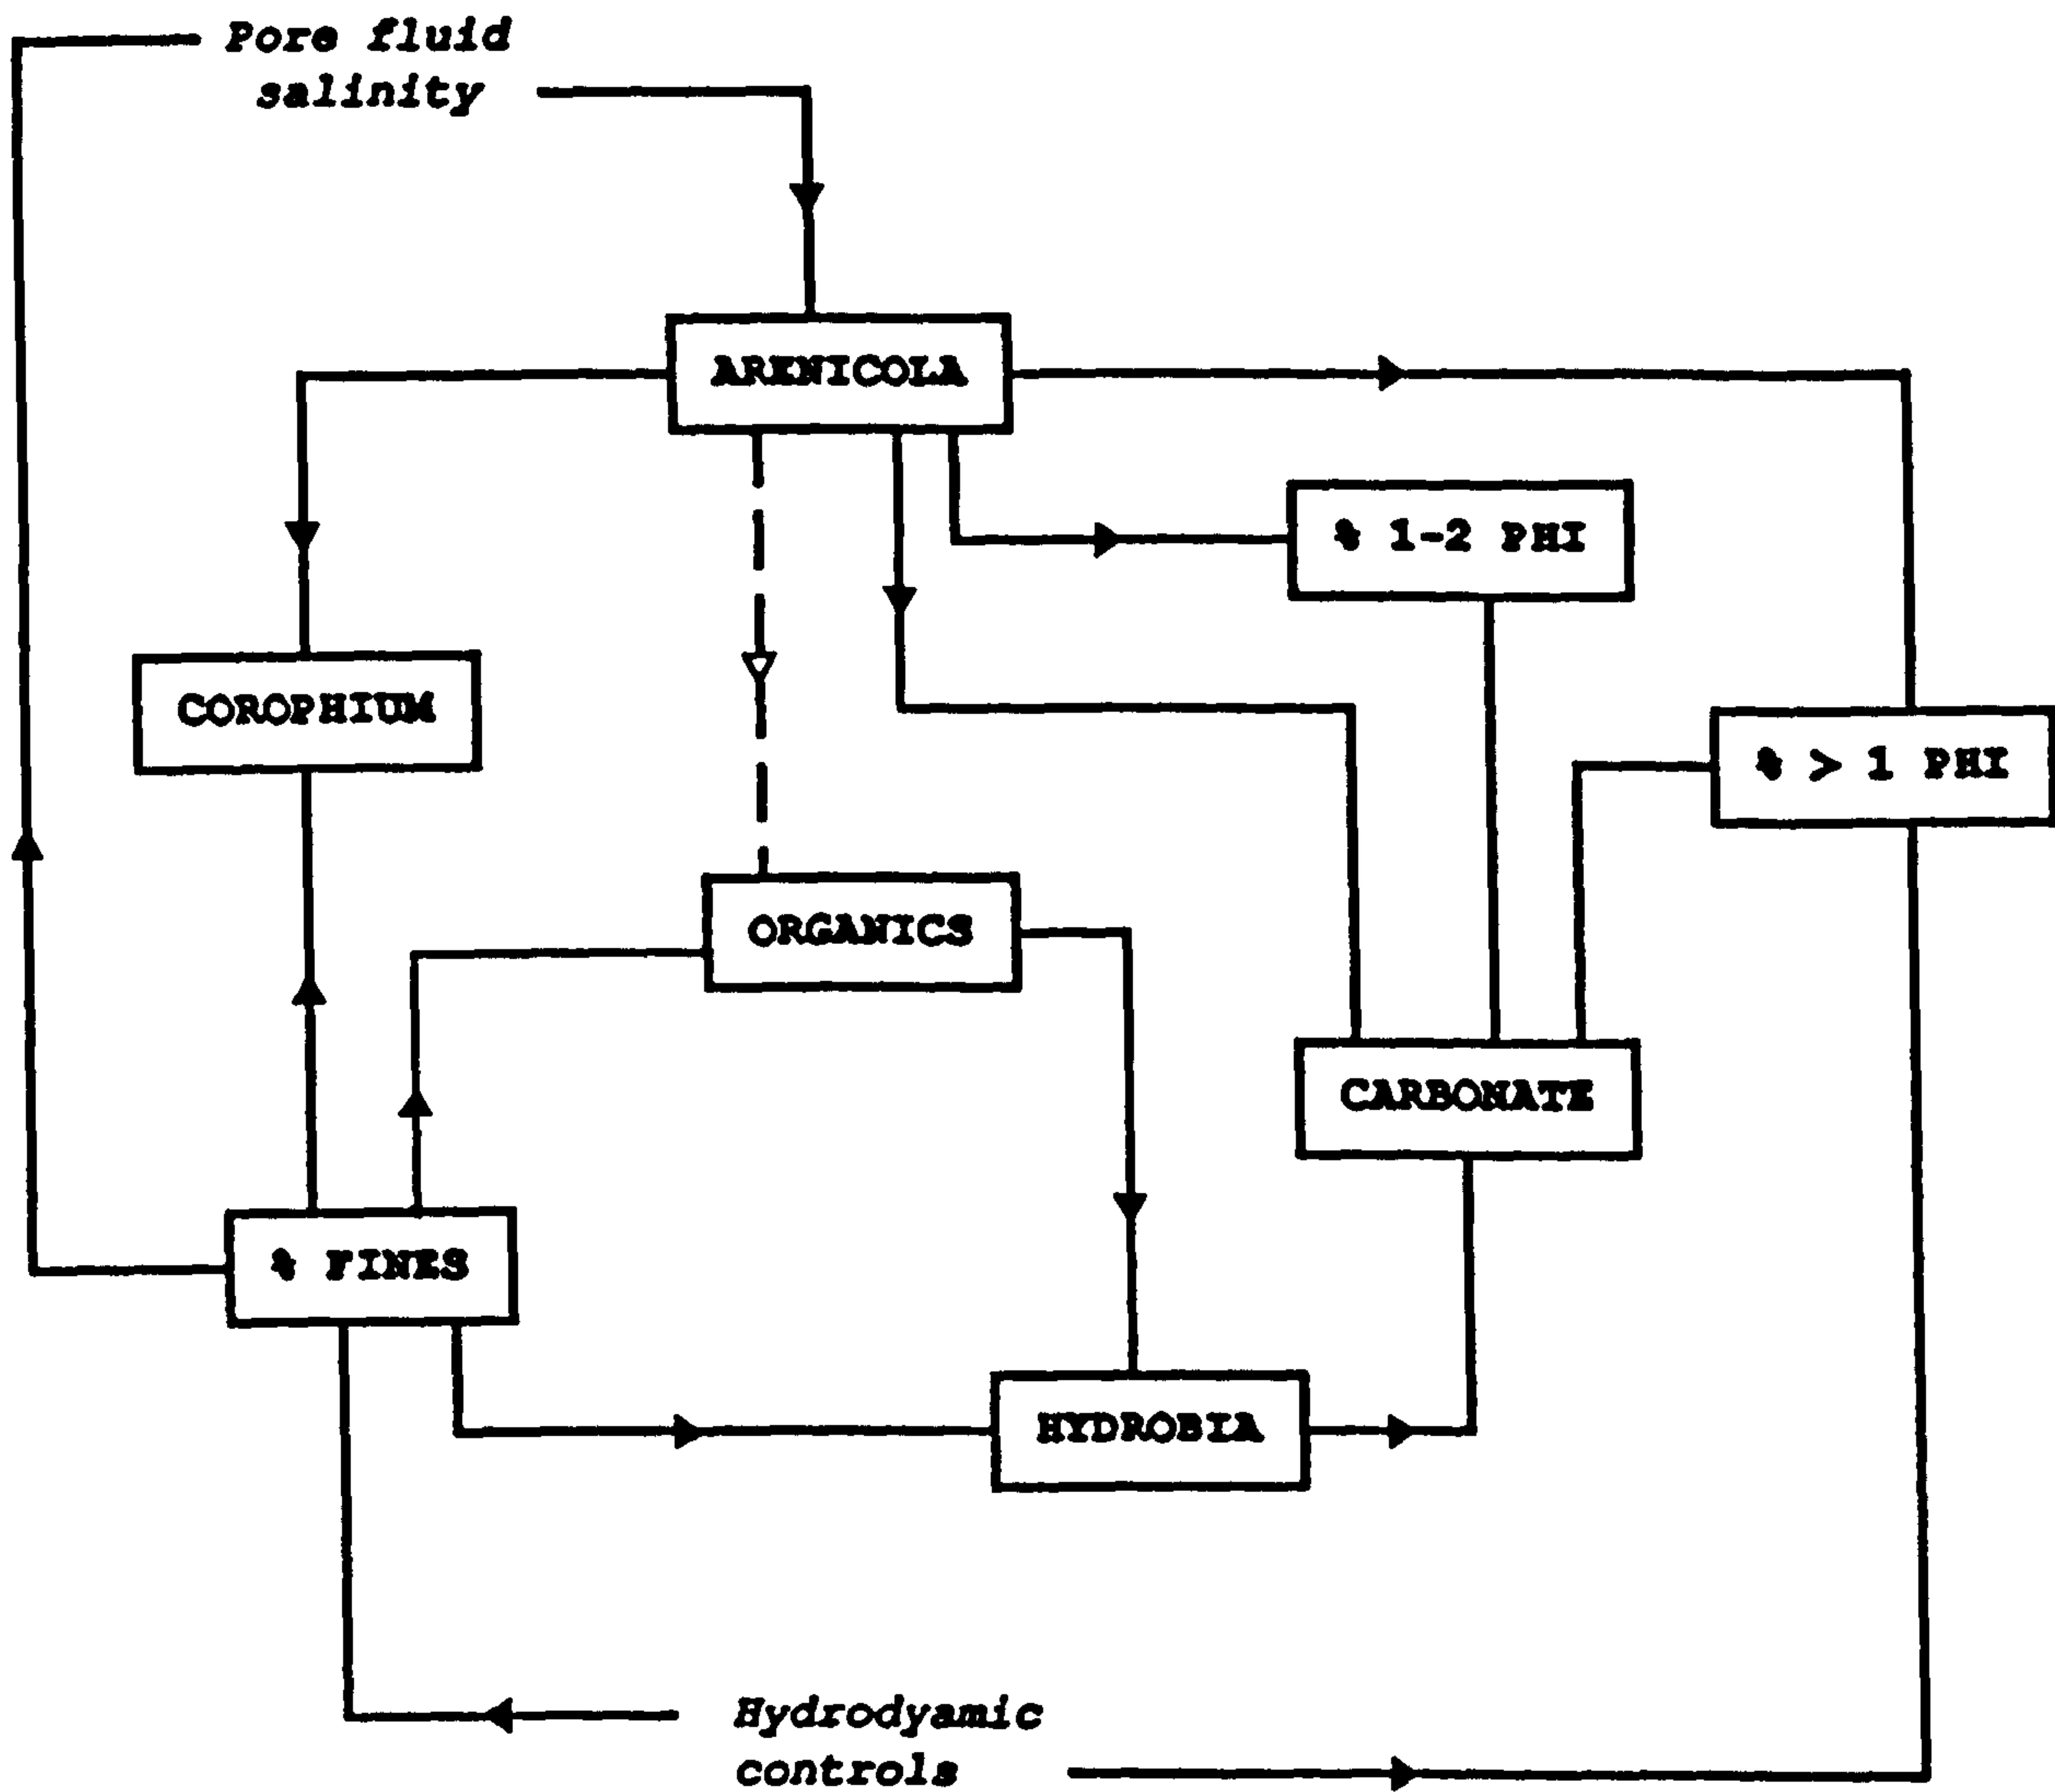 Pore fluid
salinity
ARENICOLA
% 1-2 PHI
COROPHIUM
% > 1 PHI
ORGANICS
CARBONATE
% FINES
HYDROBIA
Hydrodyamic
controls